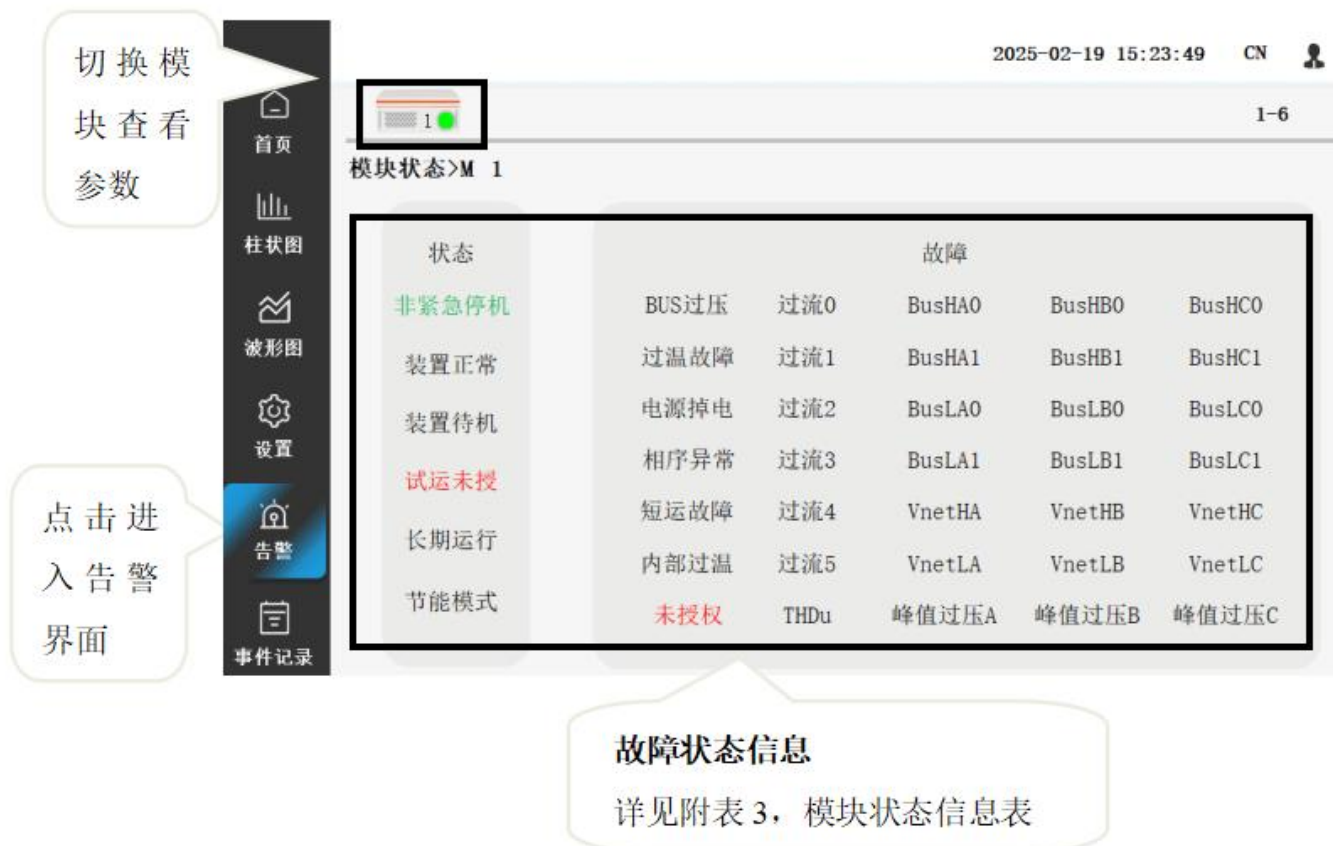 切换模
块查看
参数
2025-02-19 15:23:49 CN
1
1-6
首页
模块状态>M 1
柱状图
波形图
设置
告警
事件记录
点击进
入告警
界面
状态
非紧急停机
装置正常
装置待机
试运未授
长期运行
节能模式
故障
BUS过压 过流0 BusHA0 BusHB0 BusHC0
过温故障 过流1 BusHA1 BusHB1 BusHC1
电源掉电 过流2 BusLA0 BusLB0 BusLC0
相序异常 过流3 BusLA1 BusLB1 BusLC1
短运故障 过流4 VnetHA VnetHB VnetHC
内部过温 过流5 VnetLA VnetLB VnetLC
未授权 THDu 峰值过压A 峰值过压B 峰值过压C
故障状态信息
详见附表 3，模块状态信息表